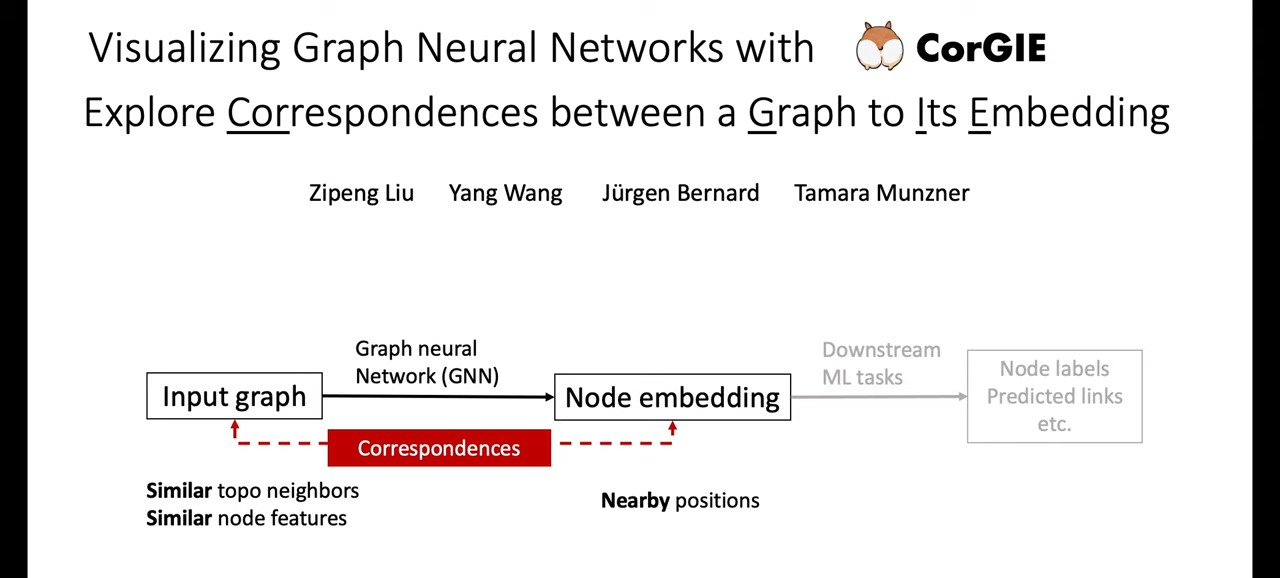 Visualizing Graph Neural Networks with CorGIE
Explore Correspondences between a Graph to Its Embedding
Zipeng Liu Yang Wang Jürgen Bernard Tamara Munzner
Graph neural
Network (GNN)
Downstream
ML tasks
Input graph
Node embedding
Node labels
Predicted links
etc.
Correspondences
Similar topo neighbors
Similar node features
Nearby positions